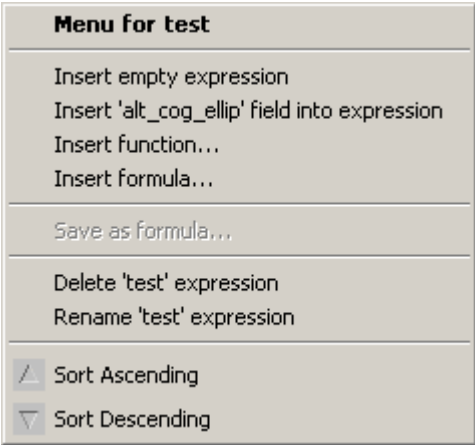 Menu for test
Insert empty expression
Insert 'alt_cog_ellip' field into expression
Insert function...
Insert formula...
Save as formula...
Delete 'test' expression
Rename 'test' expression
Sort Ascending
Sort Descending